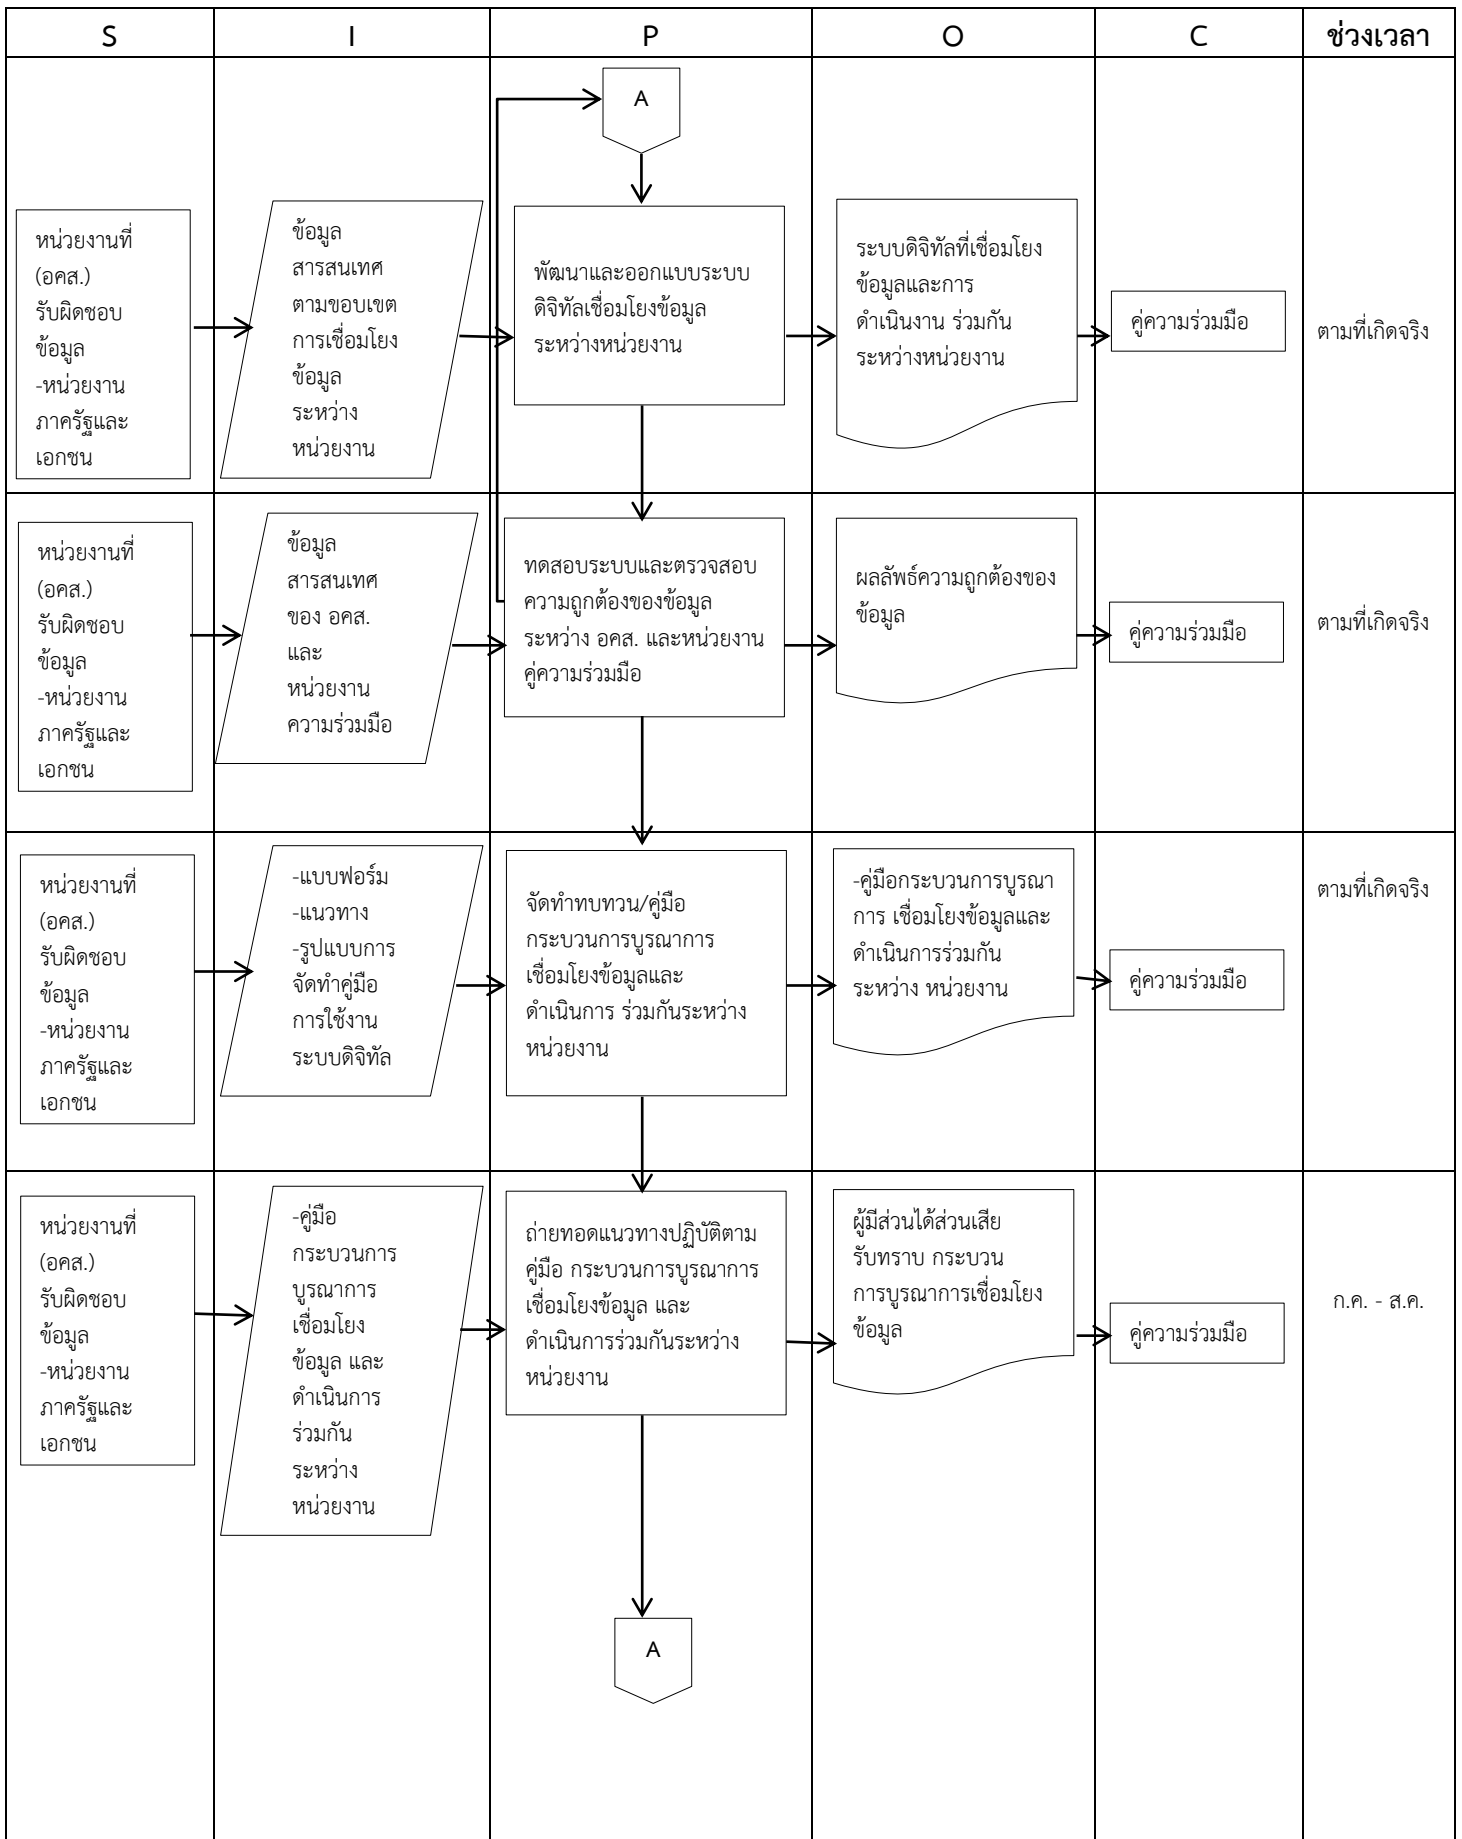 S
I
P
O
C
ช่วงเวลา
A
หน่วยงานที่
(อคส.)
รับผิดชอบ
ข้อมูล
-หน่วยงาน
ภาครัฐและ
เอกชน
ข้อมูล
สารสนเทศ
ตามขอบเขต
การเชื่อมโยง
ข้อมูล
ระหว่าง
หน่วยงาน
พัฒนาและออกแบบระบบ
ดิจิทัลเชื่อมโยงข้อมูล
ระหว่างหน่วยงาน
ระบบดิจิทัลที่เชื่อมโยง
ข้อมูลและการ
ดำเนินงาน ร่วมกัน
ระหว่างหน่วยงาน
คู่ความร่วมมือ
ตามที่เกิดจริง
หน่วยงานที่
(อคส.)
รับผิดชอบ
ข้อมูล
-หน่วยงาน
ภาครัฐและ
เอกชน
ข้อมูล
สารสนเทศ
ของ อคส.
และ
หน่วยงาน
ความร่วมมือ
ทดสอบระบบและตรวจสอบ
ความถูกต้องของข้อมูล
ระหว่าง อคส. และหน่วยงาน
คู่ความร่วมมือ
ผลลัพธ์ความถูกต้องของ
ข้อมูล
คู่ความร่วมมือ
ตามที่เกิดจริง
หน่วยงานที่
(อคส.)
รับผิดชอบ
ข้อมูล
-หน่วยงาน
ภาครัฐและ
เอกชน
-แบบฟอร์ม
-แนวทาง
-รูปแบบการ
จัดทำคู่มือ
การใช้งาน
ระบบดิจิทัล
จัดทำทบทวน/คู่มือ
กระบวนการบูรณาการ
เชื่อมโยงข้อมูลและ
ดำเนินการ ร่วมกันระหว่าง
หน่วยงาน
-คู่มือกระบวนการบูรณา
การ เชื่อมโยงข้อมูลและ
ดำเนินการร่วมกัน
ระหว่าง หน่วยงาน
คู่ความร่วมมือ
ตามที่เกิดจริง
หน่วยงานที่
(อคส.)
รับผิดชอบ
ข้อมูล
-หน่วยงาน
ภาครัฐและ
เอกชน
-คู่มือ
กระบวนการ
บูรณาการ
เชื่อมโยง
ข้อมูล และ
ดำเนินการ
ร่วมกัน
ระหว่าง
หน่วยงาน
ถ่ายทอดแนวทางปฏิบัติตาม
คู่มือ กระบวนการบูรณาการ
เชื่อมโยงข้อมูล และ
ดำเนินการร่วมกันระหว่าง
หน่วยงาน
ผู้มีส่วนได้ส่วนเสีย
รับทราบ กระบวน
การบูรณาการเชื่อมโยง
ข้อมูล
คู่ความร่วมมือ
ก.ค. - ส.ค.
A